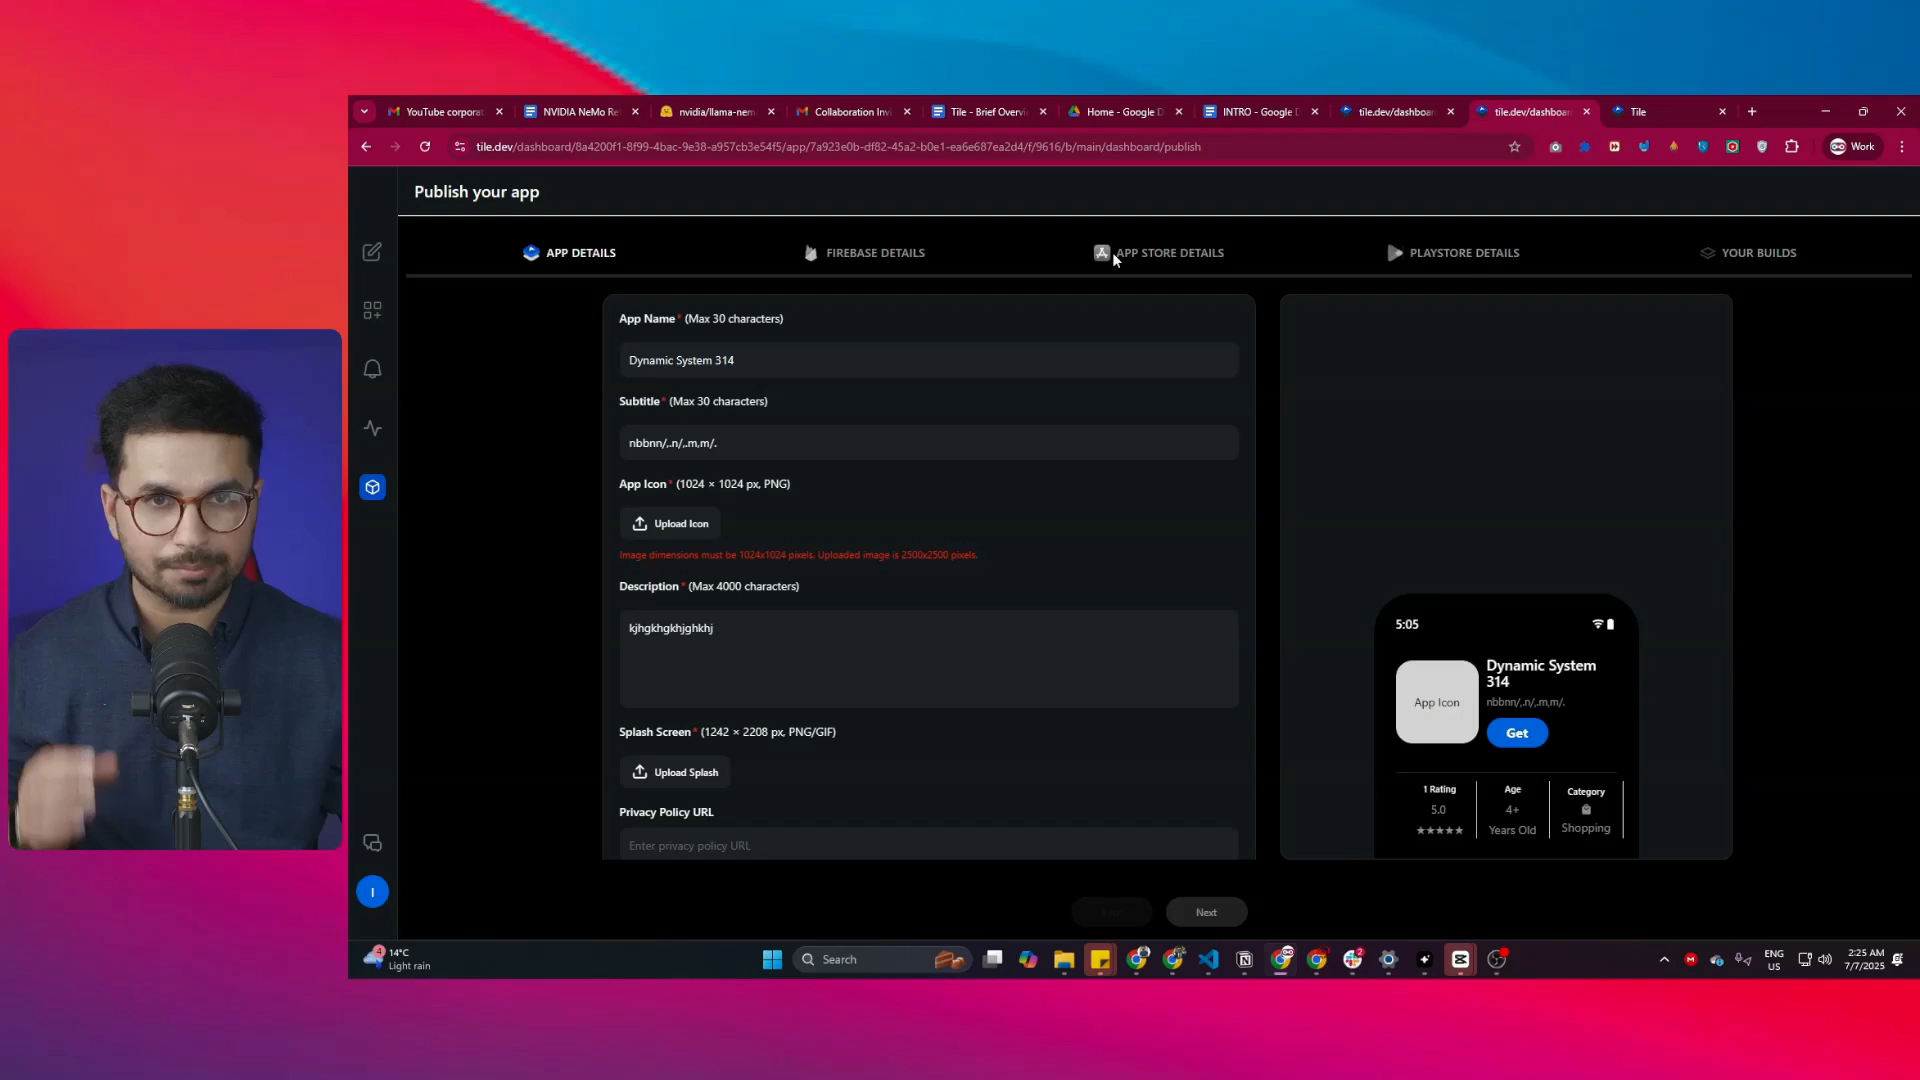 YouTube corporat
NVIDIA NeMo Re
nvidia/llama-nem
Collaboration Inv
Tile - Brief Overvi
Home - Google D
INTRO - Google D
tile.dev/dashboar
tile.dev/dashboar
Tile
tile.dev/dashboard/8a4200f1-8f99-4bac-9e38-a957cb3e54f5/app/7a923e0b-df82-45a2-b0e1-ea6e687ea2d4/f/9616/b/main/dashboard/publish
Work
Publish your app
APP DETAILS
FIREBASE DETAILS
APP STORE DETAILS
PLAYSTORE DETAILS
YOUR BUILDS
App Name* (Max 30 characters)
Dynamic System 314
Subtitle* (Max 30 characters)
nbbnn/,.n/,.m,m/.
App Icon* (1024 × 1024 px, PNG)
Upload Icon
Image dimensions must be 1024x1024 pixels. Uploaded image is 2500x2500 pixels.
Description* (Max 4000 characters)
kjhgkhgkhjghkhj
Splash Screen* (1242 × 2208 px, PNG/GIF)
Upload Splash
Privacy Policy URL
Enter privacy policy URL
5:05
App Icon
Dynamic System
314
nbbnn/,.n/,.m,m/.
Get
1 Rating
5.0
★★★★★
Age
4+
Years Old
Category
Shopping
Next
I
4
14°C
Light rain
Search
2
ENG
US
2:25 AM
7/7/2025